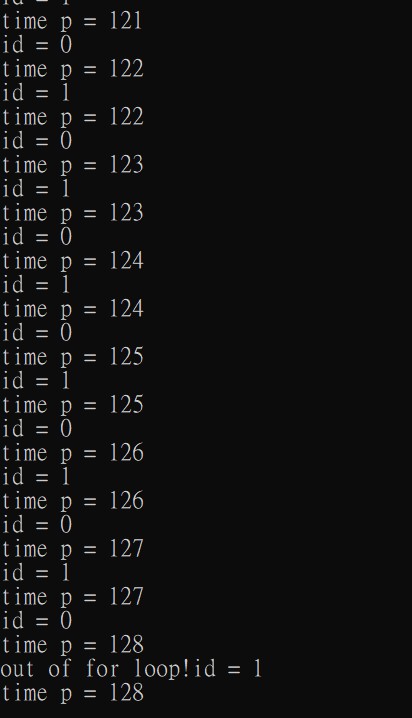 id = 1
time p = 121
id = 0
time p = 122
id = 1
time p = 122
id = 0
time p = 123
id = 1
time p = 123
id = 0
time p = 124
id = 1
time p = 124
id = 0
time p = 125
id = 1
time p = 125
id = 0
time p = 126
id = 1
time p = 126
id = 0
time p = 127
id = 1
time p = 127
id = 0
time p = 128
out of for loop!id = 1
time p = 128